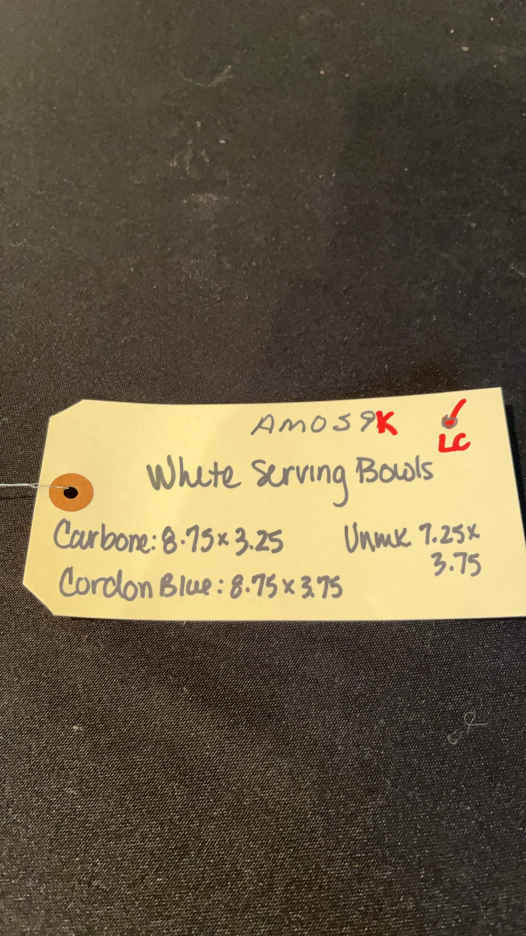 AM059K
LC
White Serving Bowls
Carbone: 8.75 x 3.25 Unmk 7.25 x
3.75
Cordon Blue: 8.75 x 3.75